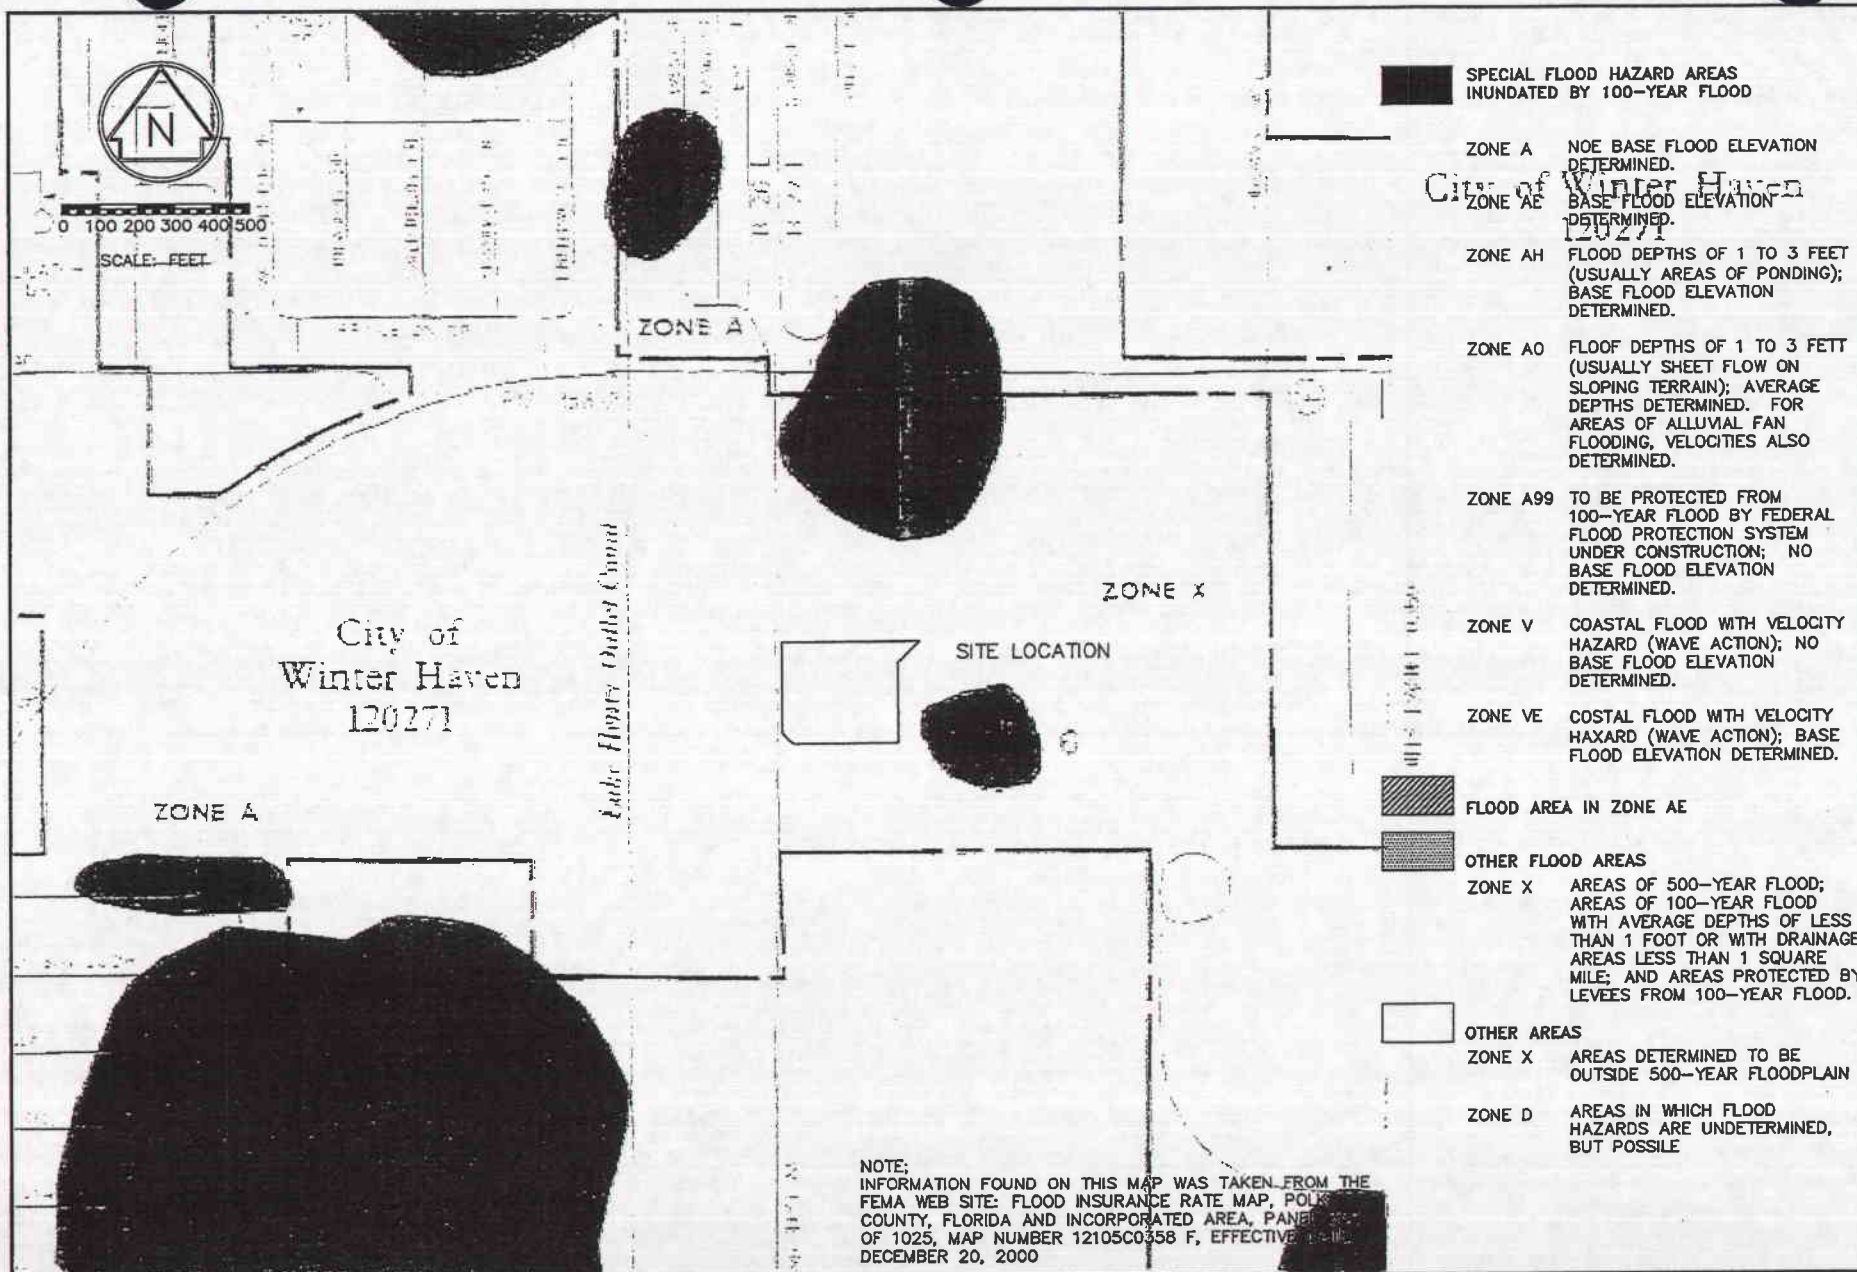 N
0 100 200 300 400 500
SCALE: FEET
ZONE A
ZONE X
SITE LOCATION
City of
Winter Haven
120271
Outlet Canal
ZONE A
SPECIAL FLOOD HAZARD AREAS
INUNDATED BY 100-YEAR FLOOD
ZONE A NOE BASE FLOOD ELEVATION
DETERMINED.
City of Winter Haven
ZONE AE BASE FLOOD ELEVATION
DETERMINED.
120271
ZONE AH FLOOD DEPTHS OF 1 TO 3 FEET
(USUALLY AREAS OF PONDING);
BASE FLOOD ELEVATION
DETERMINED.
ZONE AO FLOOF DEPTHS OF 1 TO 3 FETT
(USUALLY SHEET FLOW ON
SLOPING TERRAIN); AVERAGE
DEPTHS DETERMINED. FOR
AREAS OF ALLUVIAL FAN
FLOODING, VELOCITIES ALSO
DETERMINED.
ZONE A99 TO BE PROTECTED FROM
100-YEAR FLOOD BY FEDERAL
FLOOD PROTECTION SYSTEM
UNDER CONSTRUCTION; NO
BASE FLOOD ELEVATION
DETERMINED.
ZONE V COASTAL FLOOD WITH VELOCITY
HAZARD (WAVE ACTION); NO
BASE FLOOD ELEVATION
DETERMINED.
ZONE VE COSTAL FLOOD WITH VELOCITY
HAXARD (WAVE ACTION); BASE
FLOOD ELEVATION DETERMINED.
FLOOD AREA IN ZONE AE
OTHER FLOOD AREAS
ZONE X AREAS OF 500-YEAR FLOOD;
AREAS OF 100-YEAR FLOOD
WITH AVERAGE DEPTHS OF LESS
THAN 1 FOOT OR WITH DRAINAGE
AREAS LESS THAN 1 SQUARE
MILE; AND AREAS PROTECTED BY
LEVEES FROM 100-YEAR FLOOD.
OTHER AREAS
ZONE X AREAS DETERMINED TO BE
OUTSIDE 500-YEAR FLOODPLAIN
ZONE D AREAS IN WHICH FLOOD
HAZARDS ARE UNDETERMINED,
BUT POSSILE
NOTE;
INFORMATION FOUND ON THIS MAP WAS TAKEN FROM THE
FEMA WEB SITE: FLOOD INSURANCE RATE MAP,
COUNTY, FLORIDA AND INCORPORATED AREA,
OF 1025, MAP NUMBER 12105C0358 F, EFFECTIVE
DECEMBER 20, 2000